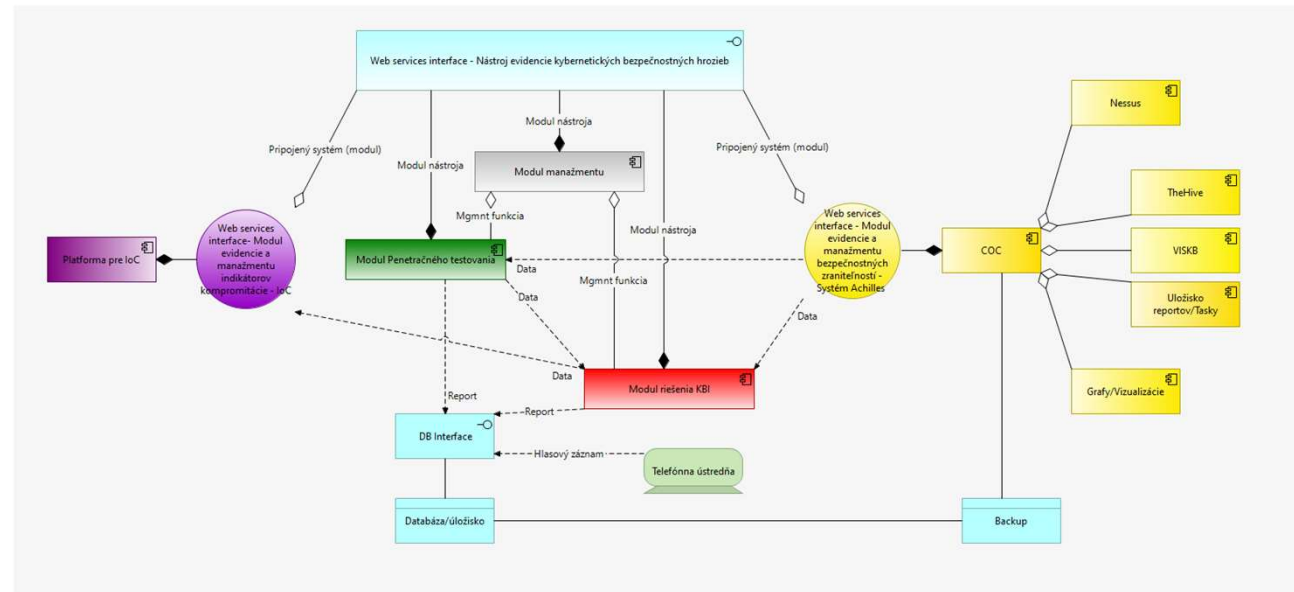 Web services interface - Nástroj evidencie kybernetických bezpečnostných hrozieb
Nessus
Modul nástroja
Pripojený systém (modul)
Modul nástroja
Pripojený systém (modul)
Modul manažmentu
TheHive
Mgmnt funkcia
Modul nástroja
Web services
interface- Modul
evidencie a
manažmentu
indikátorov
kompromitácie - IoC
Web services
interface - Modul
evidencie a
manažmentu
bezpečnostných
zraniteľností -
Systém Achilles
Platforma pre IoC
Modul Penetračného testovania
Data
COC
VISKB
Mgmnt funkcia
Data
Uložisko
reportov/Tasky
Data
Data
Modul riešenia KBI
Grafy/Vizualizácie
Report
Report
DB Interface
Hlasový záznam
Telefónna ústredňa
Databáza/úložisko
Backup